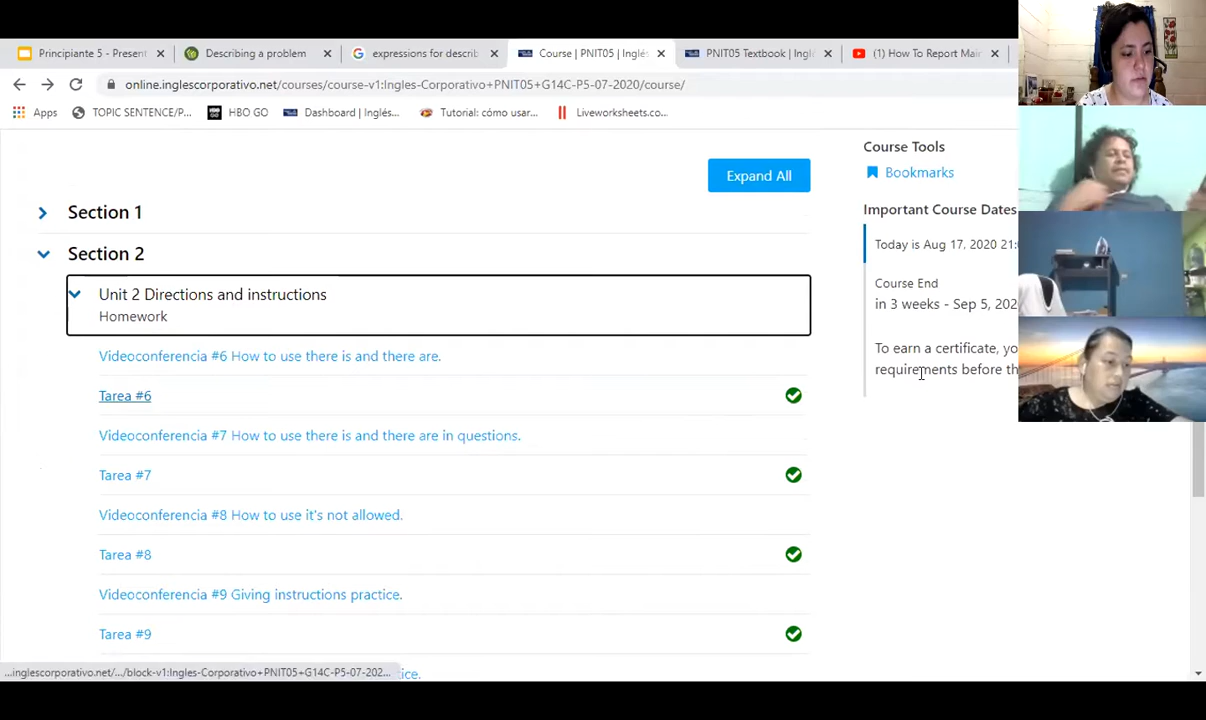 Principiante 5 - Present
Describing a problem
expressions for describ
Course | PNIT05 | Inglés
PNIT05 Textbook | Inglé
(1) How To Report Main
online.inglescorporativo.net/courses/course-v1:Ingles-Corporativo+PNIT05+G14C-P5-07-2020/course/
Apps
TOPIC SENTENCE/P...
HBO GO
Dashboard | Inglés...
Tutorial: cómo usar...
Liveworksheets.co...
Expand All
Section 1
Section 2
Unit 2 Directions and instructions
Homework
Videoconferencia #6 How to use there is and there are.
Tarea #6
Videoconferencia #7 How to use there is and there are in questions.
Tarea #7
Videoconferencia #8 How to use it's not allowed.
Tarea #8
Videoconferencia #9 Giving instructions practice.
Tarea #9
ice.
Course Tools
Bookmarks
Important Course Dates
Today is Aug 17, 2020 21:
Course End
in 3 weeks - Sep 5, 202
To earn a certificate, yo
requirements before th
...inglescorporativo.net/.../block-v1:Ingles-Corporativo+PNIT05+G14C-P5-07-202...